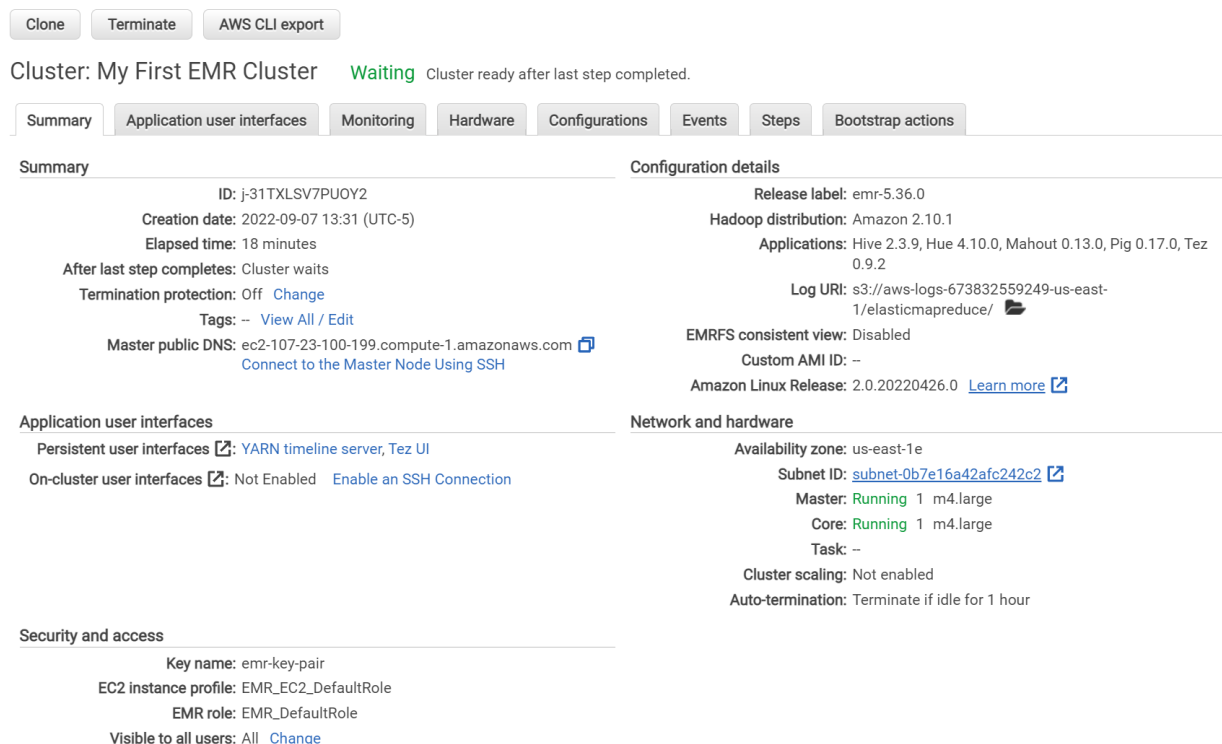 Clone Terminate AWS CLI export
Cluster: My First EMR Cluster Waiting Cluster ready after last step completed.
Summary Application user interfaces Monitoring Hardware Configurations Events Steps Bootstrap actions
Summary
ID: j-31TXLSV7PUOY2
Creation date: 2022-09-07 13:31 (UTC-5)
Elapsed time: 18 minutes
After last step completes: Cluster waits
Termination protection: Off Change
Tags: -- View All / Edit
Master public DNS: ec2-107-23-100-199.compute-1.amazonaws.com
Connect to the Master Node Using SSH
Configuration details
Release label: emr-5.36.0
Hadoop distribution: Amazon 2.10.1
Applications: Hive 2.3.9, Hue 4.10.0, Mahout 0.13.0, Pig 0.17.0, Tez
0.9.2
Log URI: s3://aws-logs-673832559249-us-east-
1/elasticmapreduce/
EMRFS consistent view: Disabled
Custom AMI ID: --
Amazon Linux Release: 2.0.20220426.0 Learn more
Application user interfaces
Persistent user interfaces : YARN timeline server, Tez UI
On-cluster user interfaces : Not Enabled Enable an SSH Connection
Network and hardware
Availability zone: us-east-1e
Subnet ID: subnet-0b7e16a42afc242c2
Master: Running 1 m4.large
Core: Running 1 m4.large
Task: --
Cluster scaling: Not enabled
Auto-termination: Terminate if idle for 1 hour
Security and access
Key name: emr-key-pair
EC2 instance profile: EMR_EC2_DefaultRole
EMR role: EMR_DefaultRole
Visible to all users: All Change